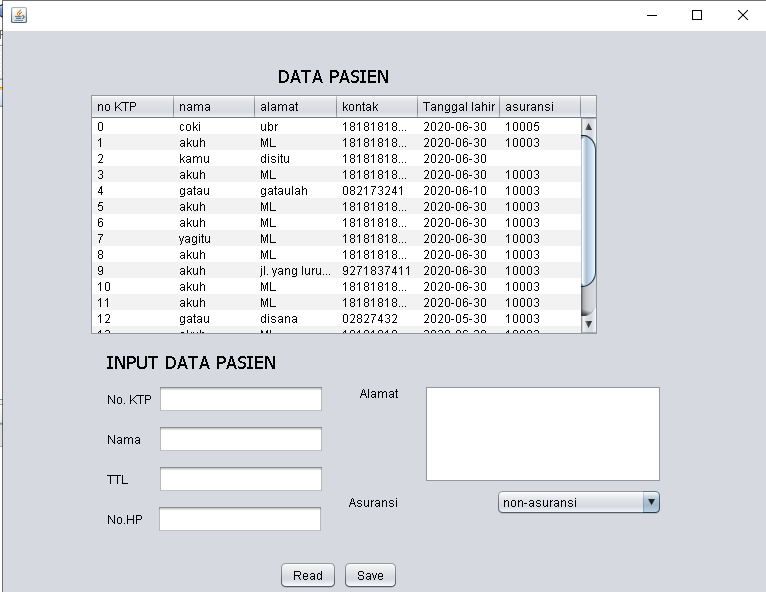 DATA PASIEN
no KTP nama alamat kontak Tanggal lahir asuransi
0 coki ubr 18181818... 2020-06-30 10005
1 akuh ML 18181818... 2020-06-30 10003
2 kamu disitu 18181818... 2020-06-30
3 akuh ML 18181818... 2020-06-30 10003
4 gatau gataulah 082173241 2020-06-10 10003
5 akuh ML 18181818... 2020-06-30 10003
6 akuh ML 18181818... 2020-06-30 10003
7 yagitu ML 18181818... 2020-06-30 10003
8 akuh ML 18181818... 2020-06-30 10003
9 akuh jl. yang luru... 9271837411 2020-06-30 10003
10 akuh ML 18181818... 2020-06-30 10003
11 akuh ML 18181818... 2020-06-30 10003
12 gatau disana 02827432 2020-05-30 10003
INPUT DATA PASIEN
No. KTP Alamat
Nama
TTL
Asuransi non-asuransi
No.HP
Read Save